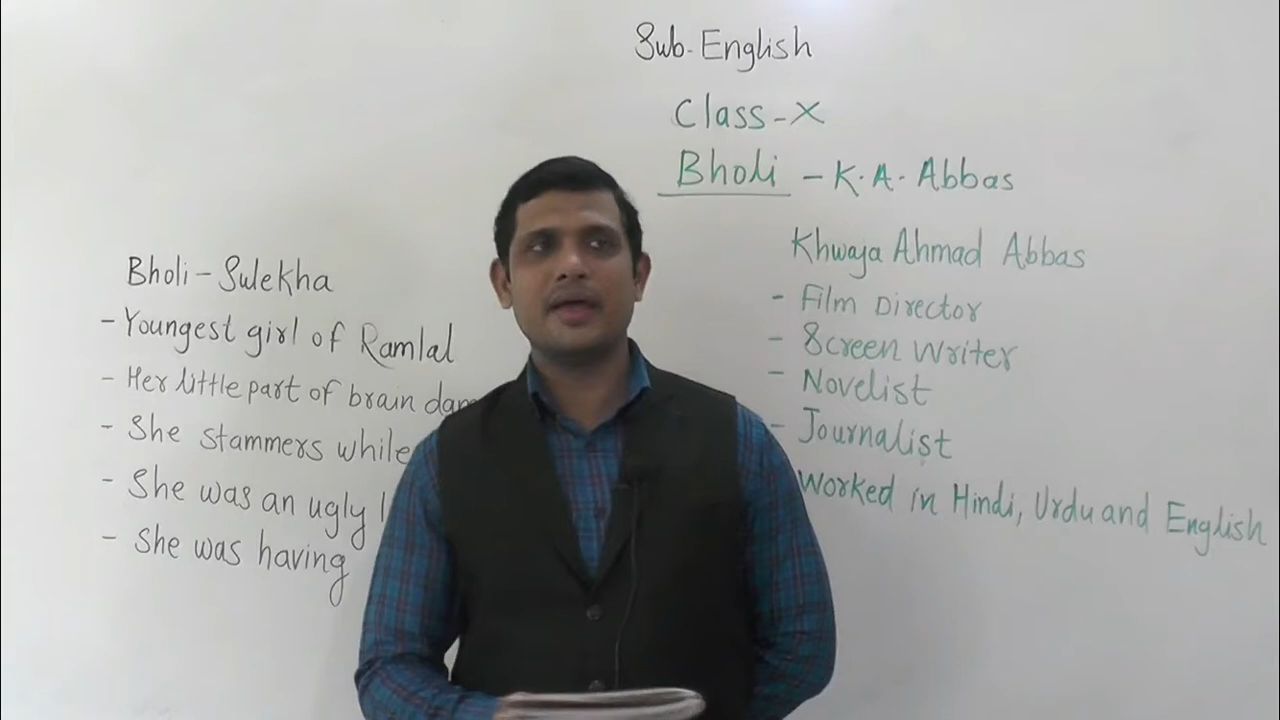 Sub-English
Class-X
Bholi - K.A. Abbas
Khwaja Ahmad Abbas
- Film Director
- Screen Writer
- Novelist
- Journalist
Worked in Hindi, Urdu and English
Bholi - Sulekha
- Youngest girl of Ramlal
- Her little part of brain
- She stammers while
- She was an ugly
- She was having